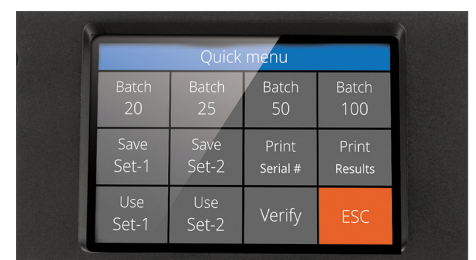 Quick menu
Batch Batch Batch Batch
20 25 50 100
Save Save Print Print
Set-1 Set-2 Serial # Results
Use Use Verify ESC
Set-1 Set-2